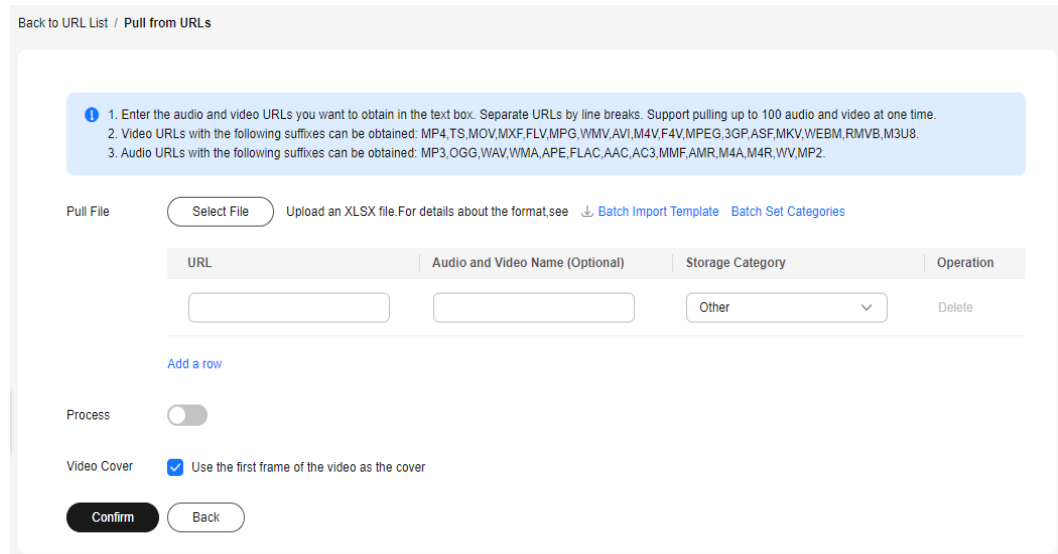 Back to URL List / Pull from URLs
1. Enter the audio and video URLs you want to obtain in the text box. Separate URLs by line breaks. Support pulling up to 100 audio and video at one time.
2. Video URLs with the following suffixes can be obtained: MP4,TS,MOV,MXF,FLV,MPG,WMV,AVI,M4V,F4V,MPEG,3GP,ASF,MKV,WEBM,RMVB,M3U8.
3. Audio URLs with the following suffixes can be obtained: MP3,OGG,WAV,WMA,APE,FLAC,AAC,AC3,MMF,AMR,M4A,M4R,WV,MP2.
Pull File Select File Upload an XLSX file.For details about the format,see Batch Import Template Batch Set Categories
URL Audio and Video Name (Optional) Storage Category Operation
Other Delete
Add a row
Process
Video Cover Use the first frame of the video as the cover
Confirm Back